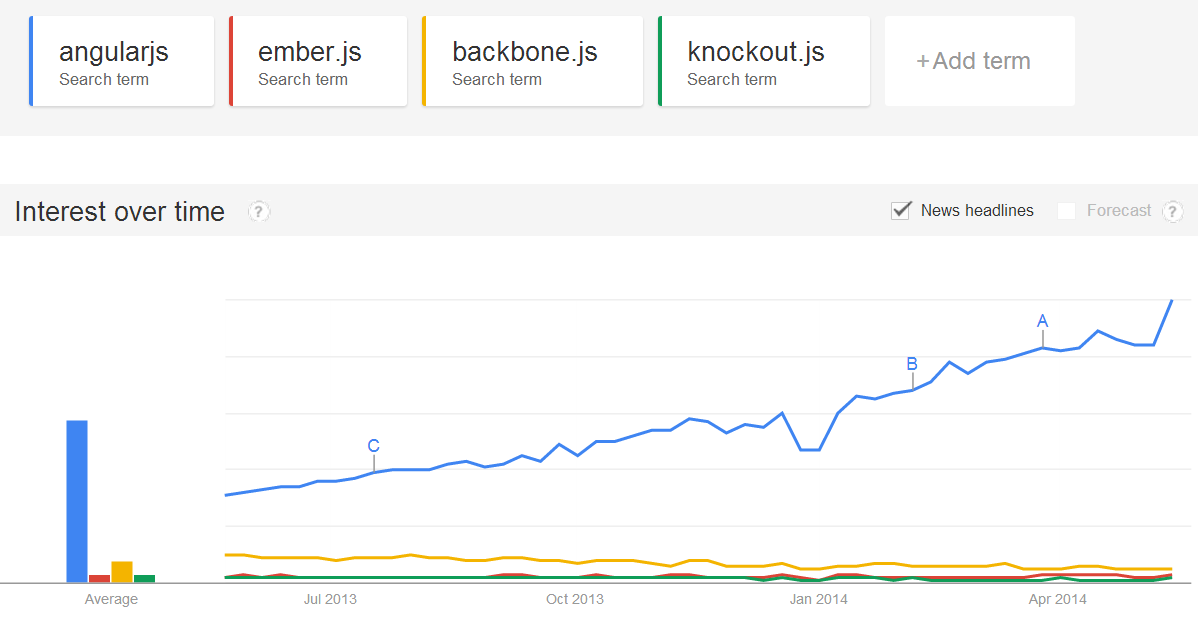 angularjs
Search term
ember.js
Search term
backbone.js
Search term
knockout.js
Search term
+Add term
Interest over time ?
News headlines
Forecast ?
A
B
C
Average
Jul 2013
Oct 2013
Jan 2014
Apr 2014